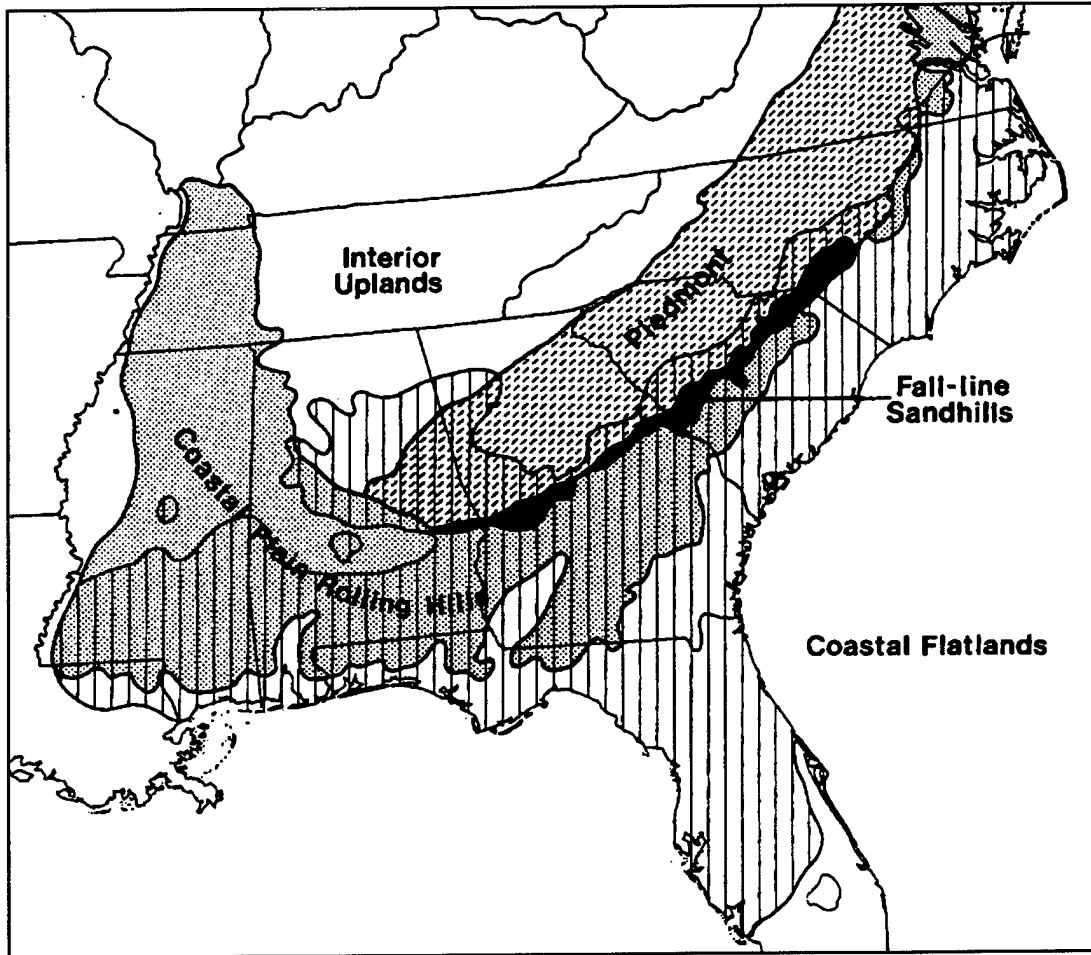 Interior
Uplands
Piedmont
Fall-line
Sandhills
Coastal Plain Rolling Hills
Coastal Flatlands